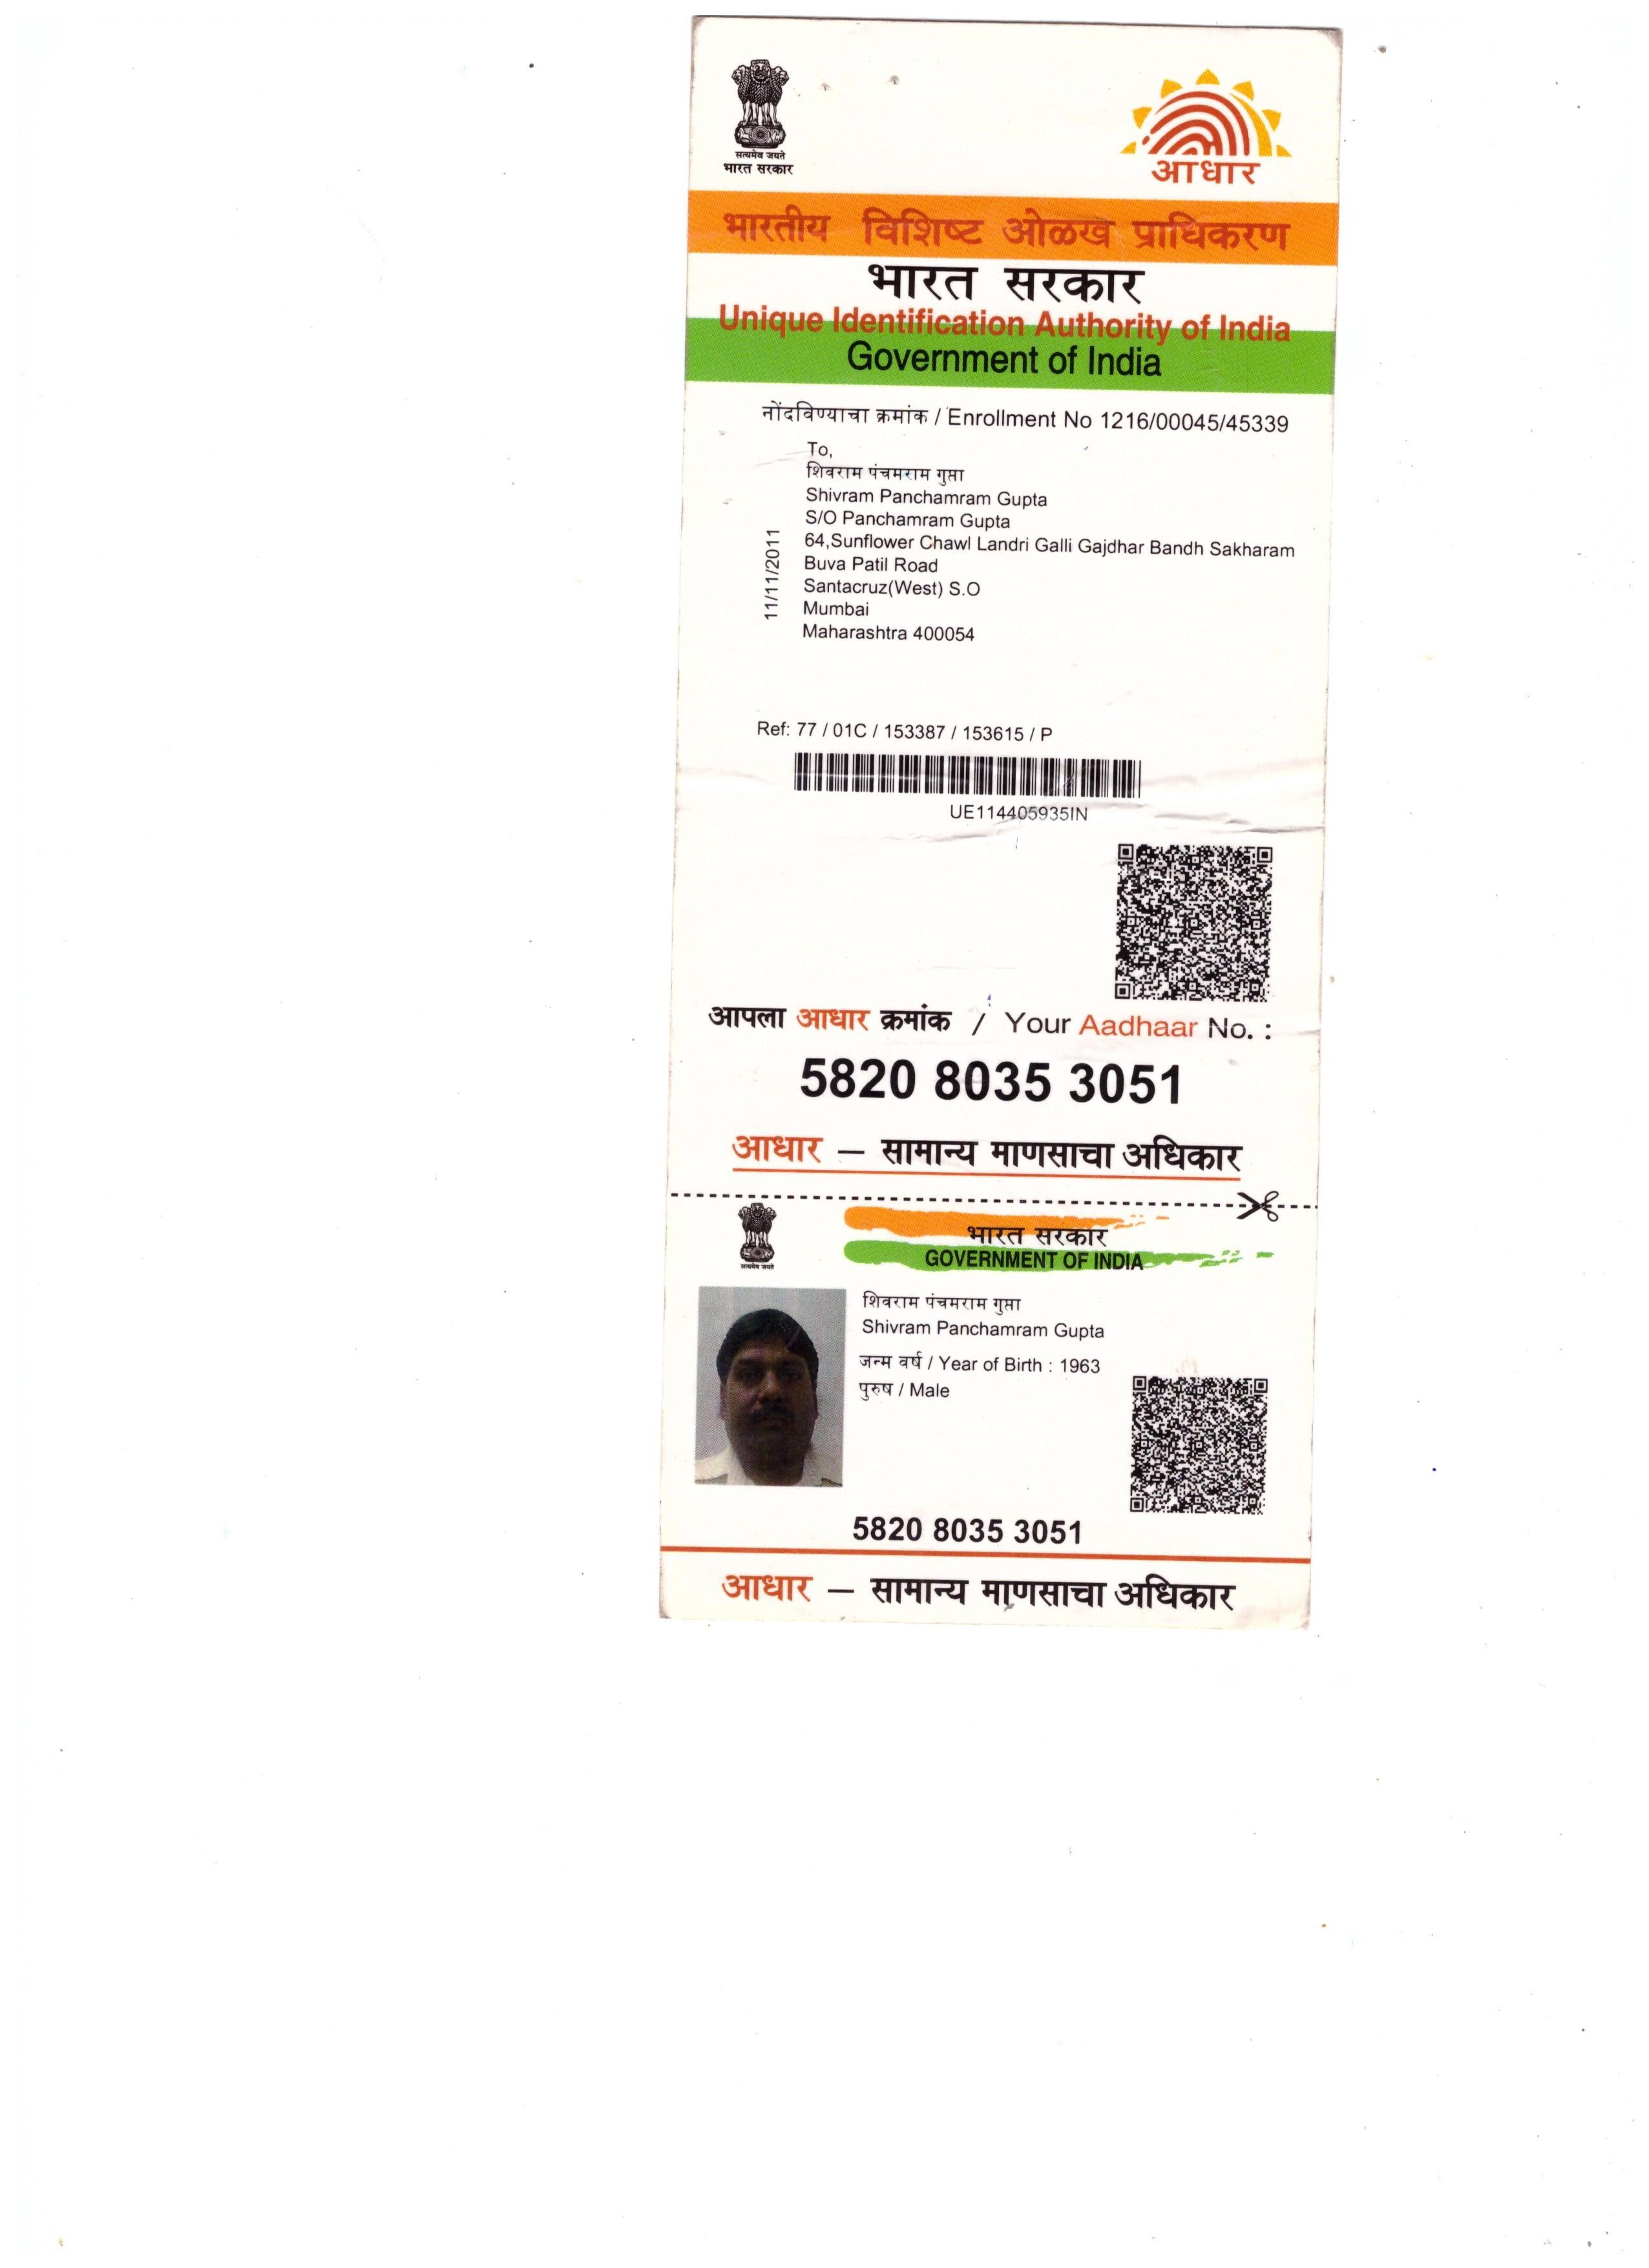 सत्यमेव जयते
भारत सरकार
आधार
भारतीय विशिष्ट ओळख प्राधिकरण
भारत सरकार
Unique Identification Authority of India
Government of India
नोंदविण्याचा क्रमांक / Enrollment No 1216/00045/45339
To,
शिवराम पंचमराम गुप्ता
Shivram Panchamram Gupta
S/O Panchamram Gupta
64,Sunflower Chawl Landri Galli Gajdhar Bandh Sakharam
Buva Patil Road
Santacruz(West) S.O
Mumbai
Maharashtra 400054
11/11/2011
Ref: 77 / 01C / 153387 / 153615 / P
UE114405935IN
आपला आधार क्रमांक / Your Aadhaar No. :
5820 8035 3051
आधार – सामान्य माणसाचा अधिकार
सत्यमेव जयते
भारत सरकार
GOVERNMENT OF INDIA
शिवराम पंचमराम गुप्ता
Shivram Panchamram Gupta
जन्म वर्ष / Year of Birth : 1963
पुरुष / Male
5820 8035 3051
आधार – सामान्य माणसाचा अधिकार